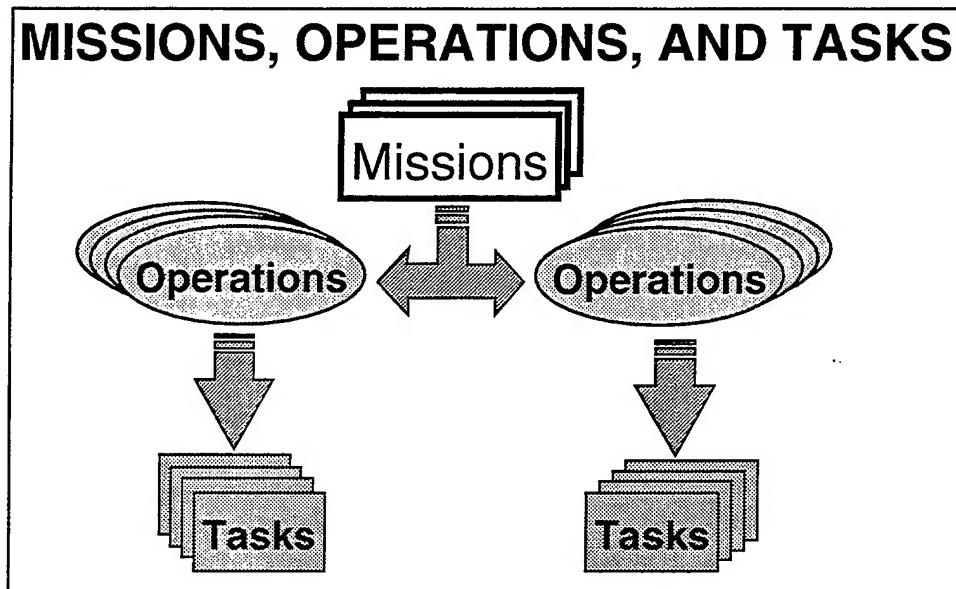 MISSIONS, OPERATIONS, AND TASKS
Missions
Operations
Operations
Tasks
Tasks